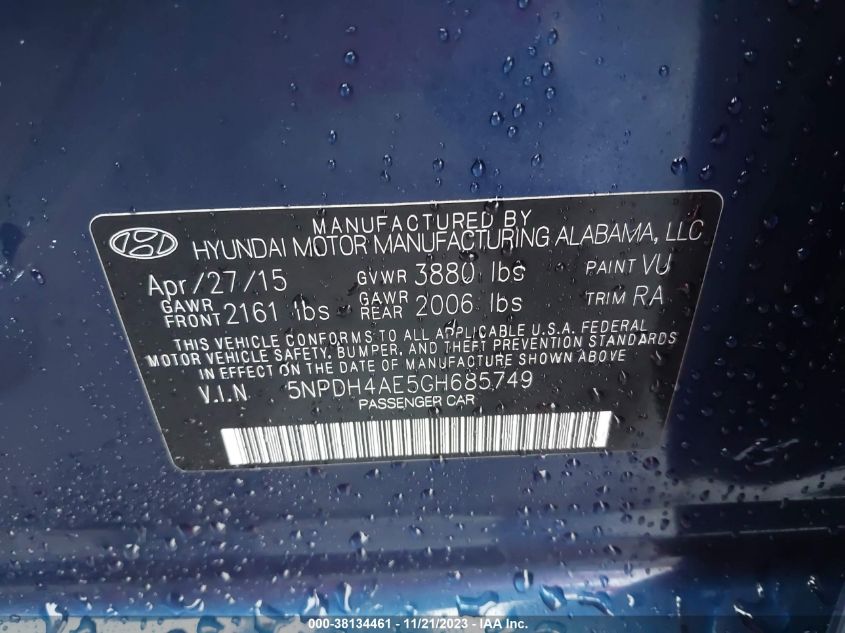 MANUFACTURED BY
HYUNDAI MOTOR MANUFACTURING ALABAMA, LLC
Apr/27/15 GVWR 3880 lbs PAINT VU
GAWR FRONT 2161 lbs GAWR REAR 2006 lbs TRIM RA
THIS VEHICLE CONFORMS TO ALL APPLICABLE U.S.A. FEDERAL
MOTOR VEHICLE SAFETY, BUMPER, AND THEFT PREVENTION STANDARDS
IN EFFECT ON THE DATE OF MANUFACTURE SHOWN ABOVE
V.I.N 5NPDH4AE5GH685749
PASSENGER CAR
000-38134461 - 11/21/2023 - IAA Inc.